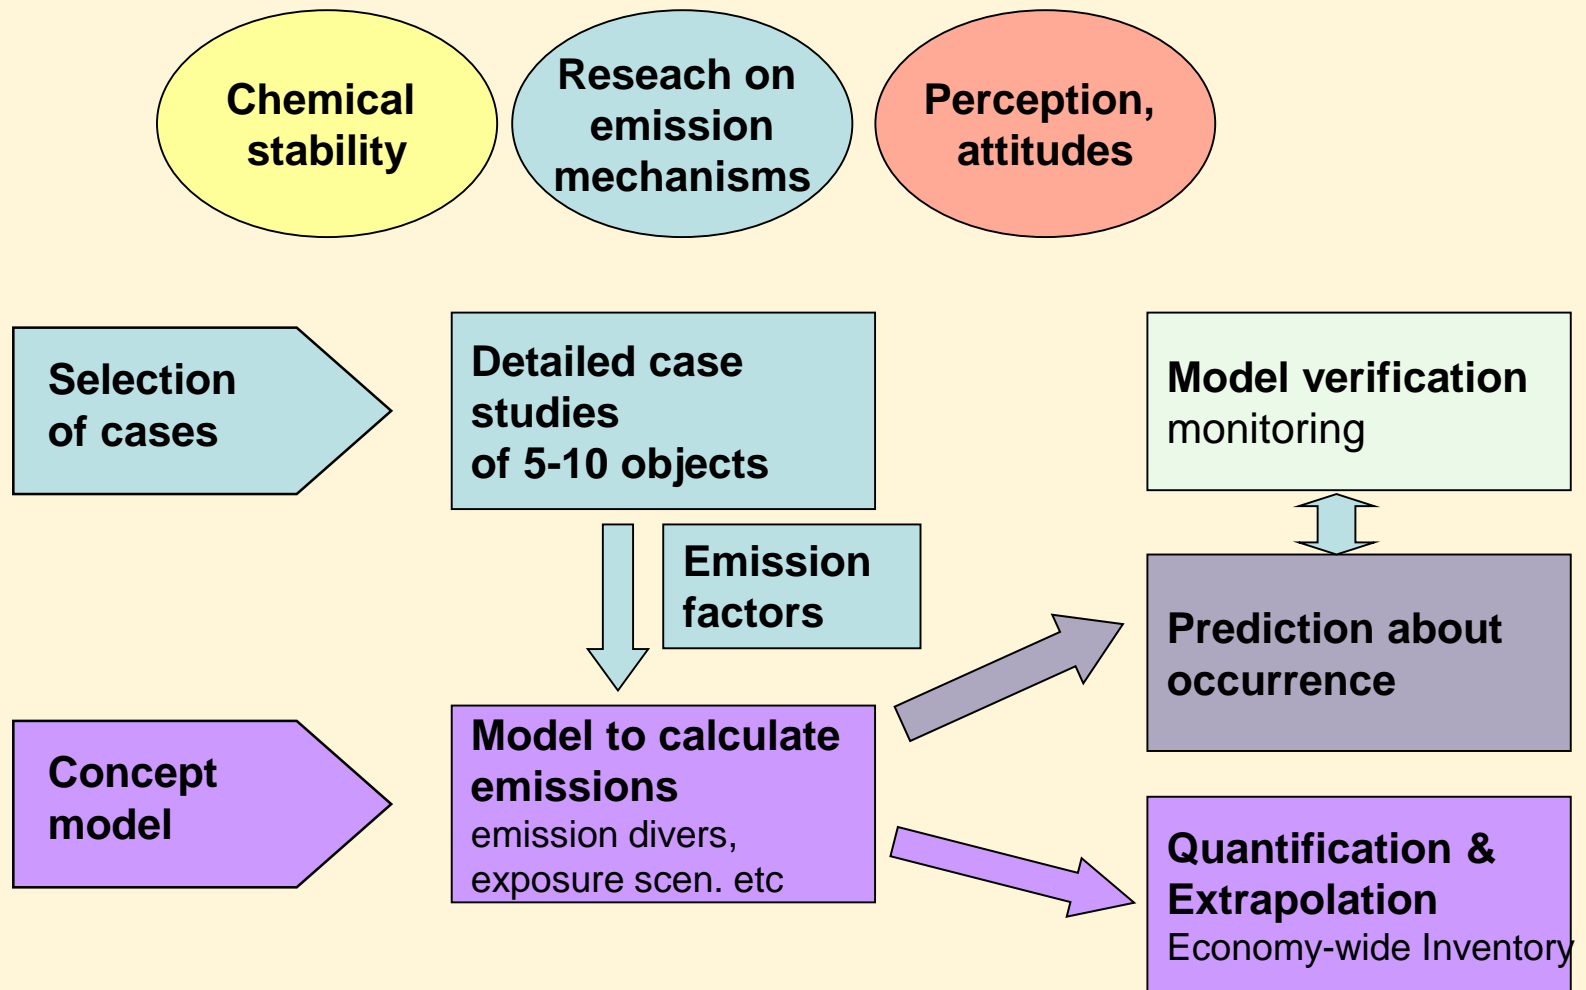 Chemical
stability
Reseach on
emission
mechanisms
Perception,
attitudes
Selection
of cases
Detailed case
studies
of 5-10 objects
Model verification
monitoring
Emission
factors
Prediction about
occurrence
Concept
model
Model to calculate
emissions
emission divers,
exposure scen. etc
Quantification &
Extrapolation
Economy-wide Inventory